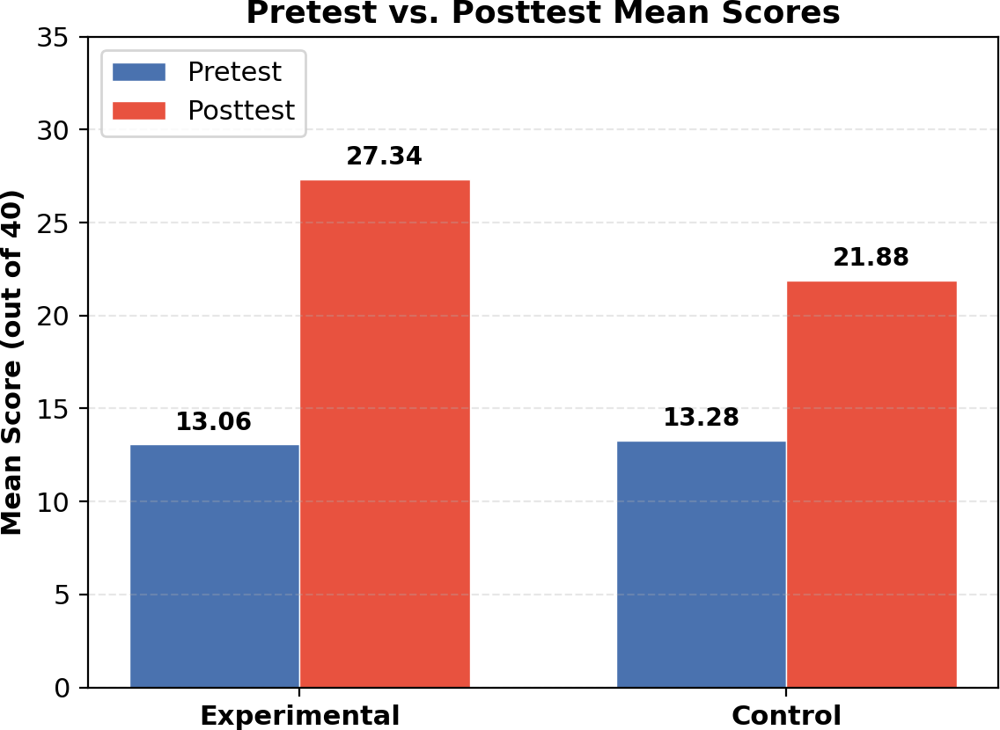 Pretest vs. Posttest Mean Scores
Mean Score (out of 40)
35
30
25
20
15
10
5
0
Pretest
Posttest
13.06
27.34
13.28
21.88
Experimental
Control